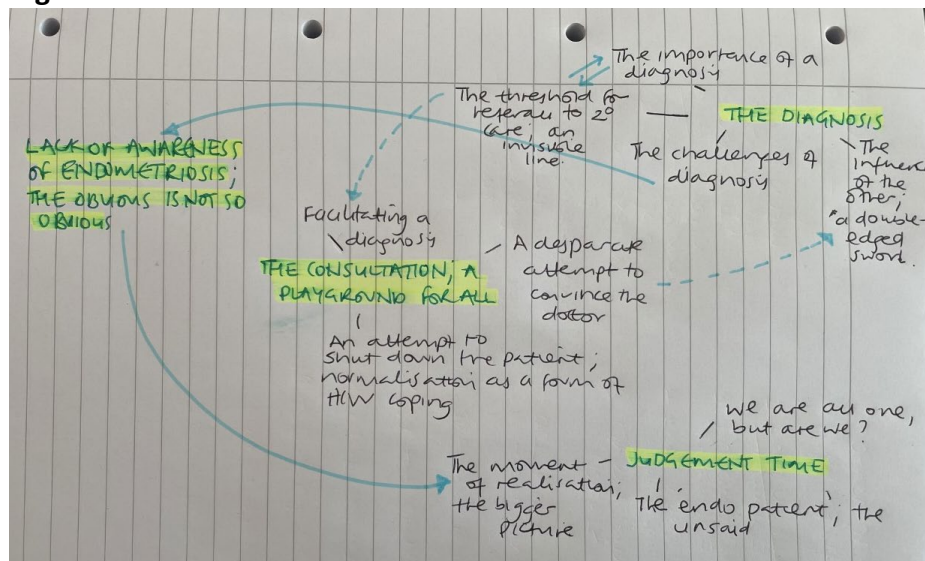 The importance of a
diagnosis
The threshold for
referall to 2°
care; an
invisible
line.
THE DIAGNOSIS
The challenges of
diagnosis
The
influence
of the
other;
"a double-
edged
sword.
LACK OF AWARENESS
OF ENDOMETRIOSIS;
THE OBVIOUS IS NOT SO
OBVIOUS
Facilitating a
diagnosis
THE CONSULTATION; A
PLAYGROUND FOR ALL
A desparate
attempt to
convince the
doctor
An attempt to
shut down the patient;
normalisation as a form of
HCW coping
we are all one,
but are we?
JUDGEMENT TIME
The moment
of realisation;
the bigger
picture
The endo patient; the
unsaid